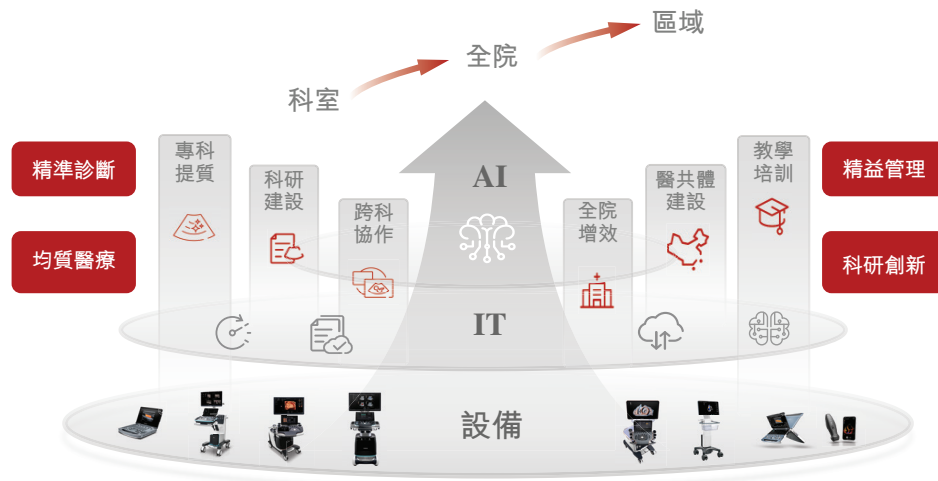 區域
全院
科室
精準診斷
均質醫療
專科
提質
科研
建設
跨科
協作
AI
IT
設備
全院
增效
醫共體
建設
教學
培訓
精益管理
科研創新